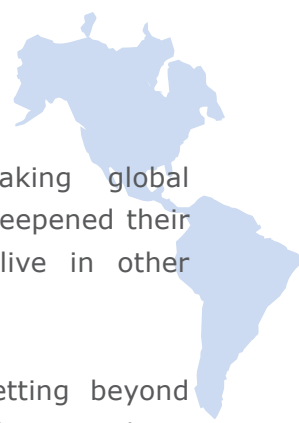 aking global
eepened their
live in other
etting beyond